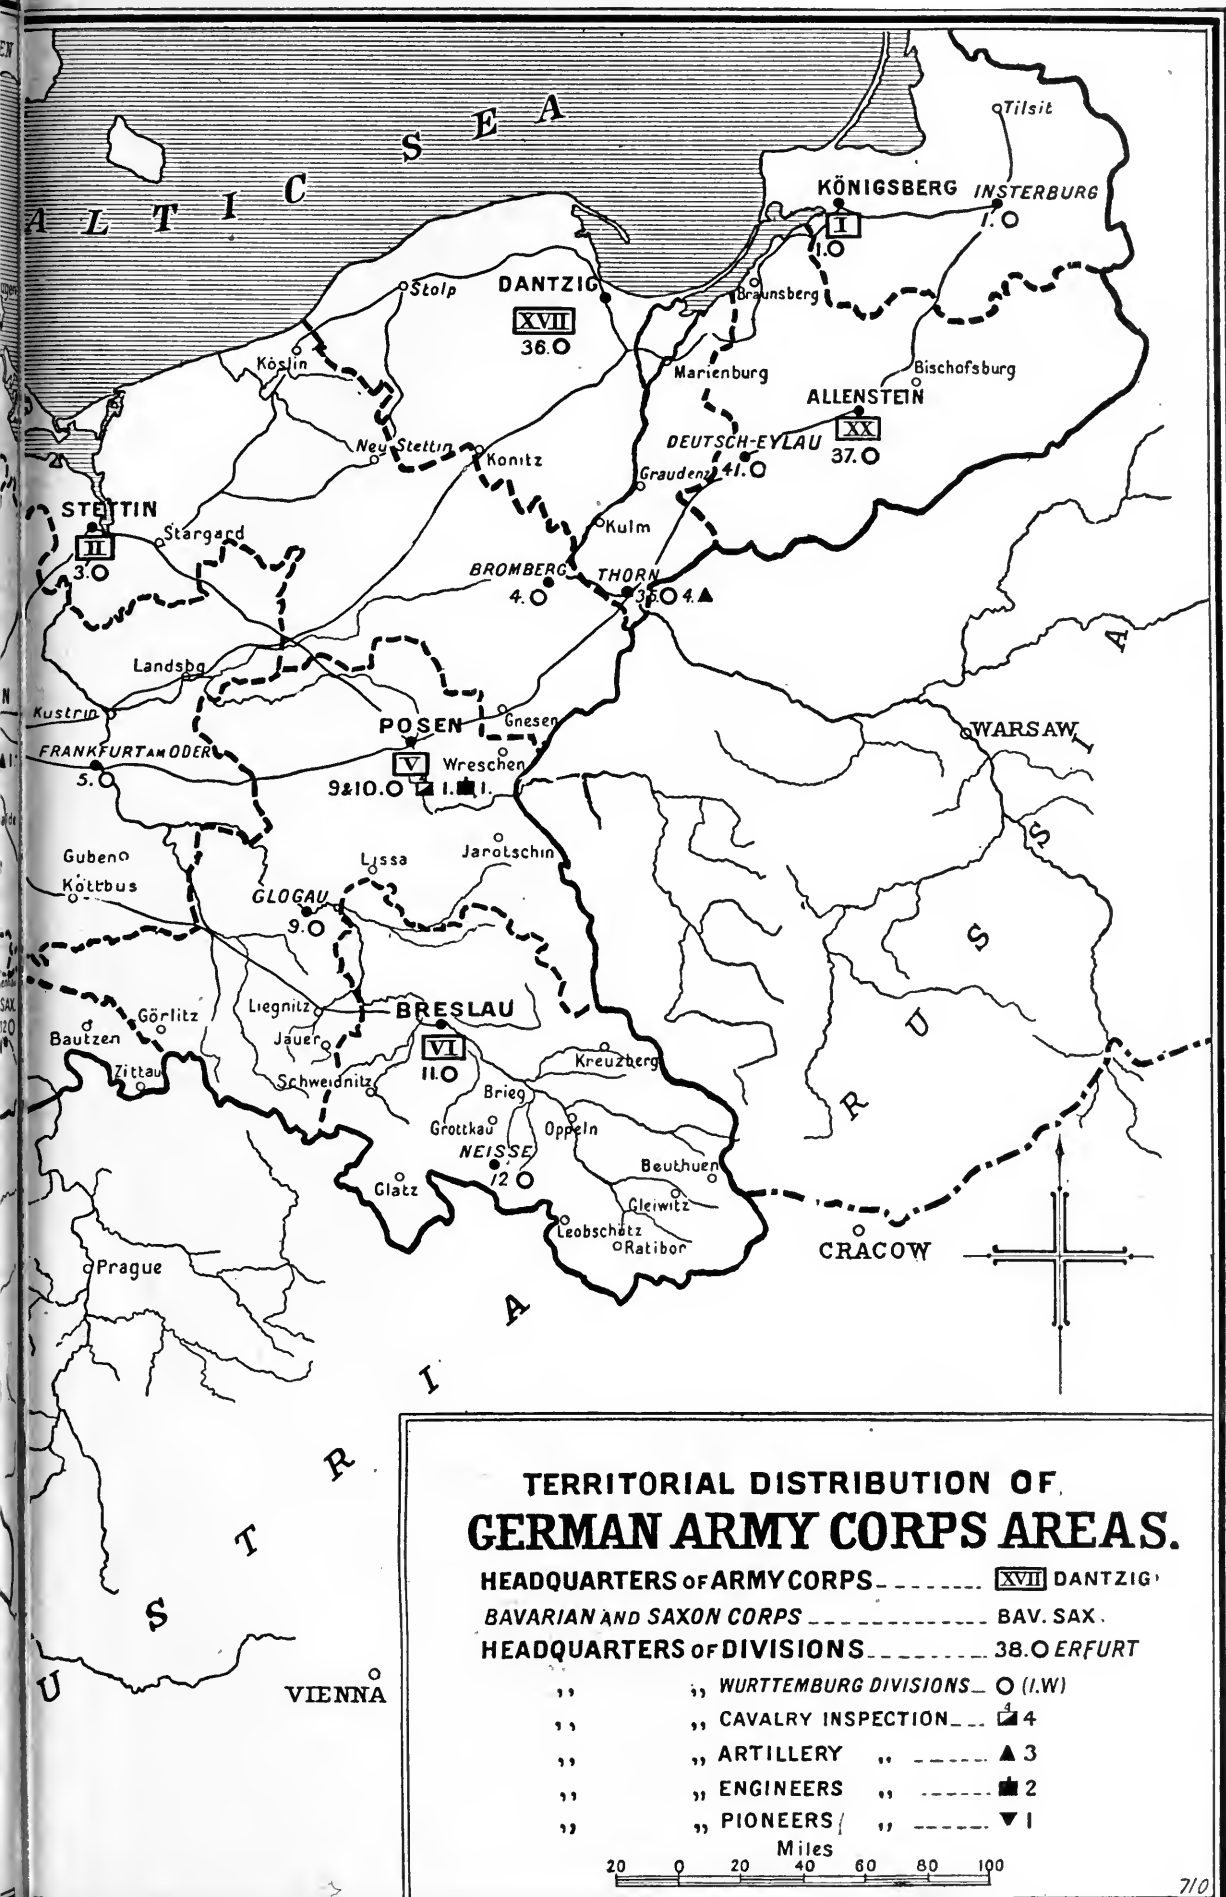 ALTIC SEA
Tilsit
KÖNIGSBERG
INSTERBURG
I
1.
1.
DANTZIG
Stolp
Braunsberg
XVII
36.
Köslin
Marienburg
Bischofsburg
ALLENSTEIN
XX
37.
DEUTSCH-EYLAU
41.
Neu Stettin
Konitz
Graudenz
STETTIN
II
3.
Stargard
Kulm
BROMBERG
4.
THORN
35. 4.
Landsbg
Kustrin
POSEN
Gnesen
WARSAW
FRANKFURT AM ODER
5.
V
Wreschen
9&10. 1. 1.
Guben
Lissa
Jarotschin
Kottbus
GLOGAU
9.
SAX.
Liegnitz
BRESLAU
Görlitz
Bautzen
Jauer
VI
Kreuzberg
11.
Zittau
Schweidnitz
Brieg
Grottkau
Oppeln
NEISSE
12
Beuthuen
Glatz
Gleiwitz
Leobschütz
Ratibor
CRACOW
Prague
RUSSIA
USTRIA
VIENNA
TERRITORIAL DISTRIBUTION OF
GERMAN ARMY CORPS AREAS.
HEADQUARTERS OF ARMY CORPS XVII DANTZIG
BAVARIAN AND SAXON CORPS BAV. SAX.
HEADQUARTERS OF DIVISIONS 38. ERFURT
,, ,, WURTTEMBURG DIVISIONS (I.W)
,, ,, CAVALRY INSPECTION 4
,, ,, ARTILLERY ,, 3
,, ,, ENGINEERS ,, 2
,, ,, PIONEERS ,, 1
Miles
20 0 20 40 60 80 100
710